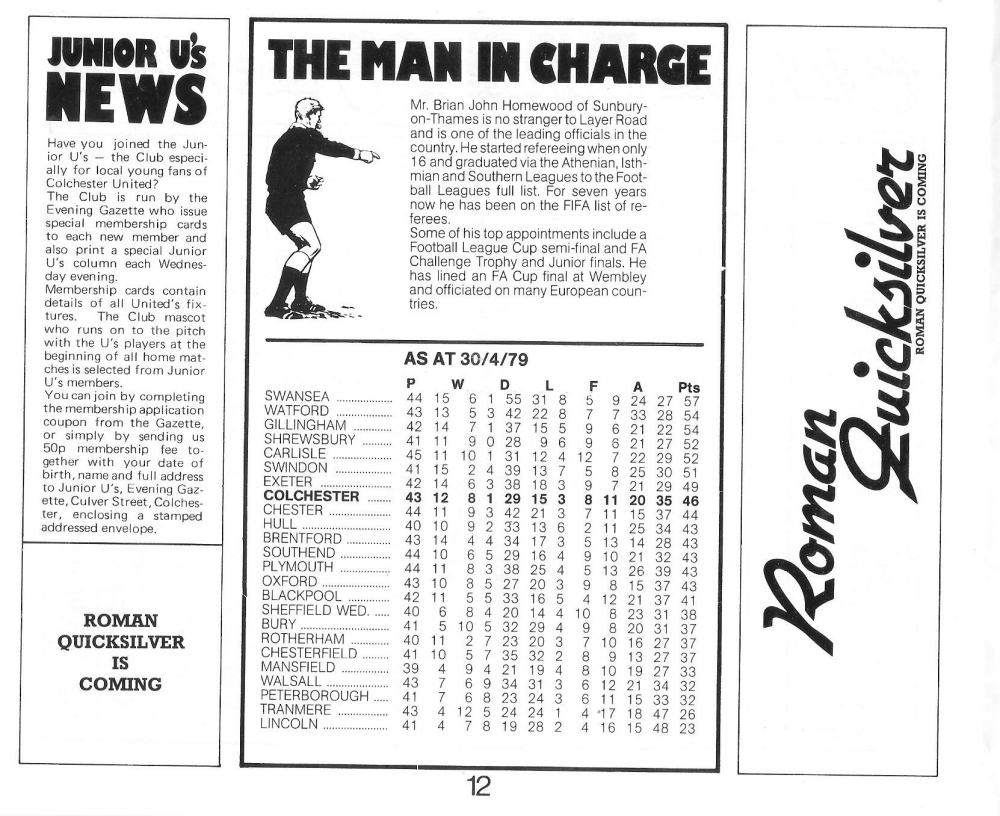 JUNIOR U's
NEWS
Have you joined the Jun-
ior U's — the Club especi-
ally for local young fans of
Colchester United?
The Club is run by the
Evening Gazette who issue
special membership cards
to each new member and
also print a special Junior
U's column each Wednes-
day evening.
Membership cards contain
details of all United's fix-
tures. The Club mascot
who runs on to the pitch
with the U's players at the
beginning of all home mat-
ches is selected from Junior
U's members.
You can join by completing
the membership application
coupon from the Gazette,
or simply by sending us
50p membership fee to-
gether with your date of
birth, name and full address
to Junior U's, Evening Gaz-
ette, Culver Street, Colches-
ter, enclosing a stamped
addressed envelope.
ROMAN
QUICKSILVER
IS
COMING
THE MAN IN CHARGE
Mr. Brian John Homewood of Sunbury-
on-Thames is no stranger to Layer Road
and is one of the leading officials in the
country. He started refereeing when only
16 and graduated via the Athenian, Isth-
mian and Southern Leagues to the Foot-
ball Leagues full list. For seven years
now he has been on the FIFA list of re-
ferees.
Some of his top appointments include a
Football League Cup semi-final and FA
Challenge Trophy and Junior finals. He
has lined an FA Cup final at Wembley
and officiated on many European coun-
tries.
AS AT 30/4/79
P W D L F A Pts
SWANSEA .................... 44 15 6 1 55 31 8 5 9 24 27 57
WATFORD .................... 43 13 5 3 42 22 8 7 7 33 28 54
GILLINGHAM ................ 42 14 7 1 37 15 5 9 6 21 22 54
SHREWSBURY ......... 41 11 9 0 28 9 6 9 6 21 27 52
CARLISLE .................... 45 11 10 1 31 12 4 12 7 22 29 52
SWINDON .................... 41 15 2 4 39 13 7 5 8 25 30 51
EXETER .................... 42 14 6 3 38 18 3 9 7 21 29 49
COLCHESTER ........ 43 12 8 1 29 15 3 8 11 20 35 46
CHESTER .................... 44 11 9 3 42 21 3 7 11 15 37 44
HULL .................... 40 10 9 2 33 13 6 2 11 25 34 43
BRENTFORD ................ 43 14 4 4 34 17 3 5 13 14 28 43
SOUTHEND ................ 44 10 6 5 29 16 4 9 10 21 32 43
PLYMOUTH ................ 44 11 8 3 38 25 4 5 13 26 39 43
OXFORD .................... 43 10 8 5 27 20 3 9 8 15 37 43
BLACKPOOL .............. 42 11 5 5 33 16 5 4 12 21 37 41
SHEFFIELD WED. ..... 40 6 8 4 20 14 4 10 8 23 31 38
BURY .................... 41 5 10 5 32 29 4 9 8 20 31 37
ROTHERHAM .............. 40 11 2 7 23 20 3 7 10 16 27 37
CHESTERFIELD ......... 41 10 5 7 35 32 2 8 9 13 27 37
MANSFIELD ................ 39 4 9 4 21 19 4 8 10 19 27 33
WALSALL .................... 43 7 6 9 34 31 3 6 12 21 34 32
PETERBOROUGH ..... 41 7 6 8 23 24 3 6 11 15 33 32
TRANMERE ................ 43 4 12 5 24 24 1 4 17 18 47 26
LINCOLN .................... 41 4 7 8 19 28 2 4 16 15 48 23
12
Roman
Quicksilver
ROMAN QUICKSILVER IS COMING